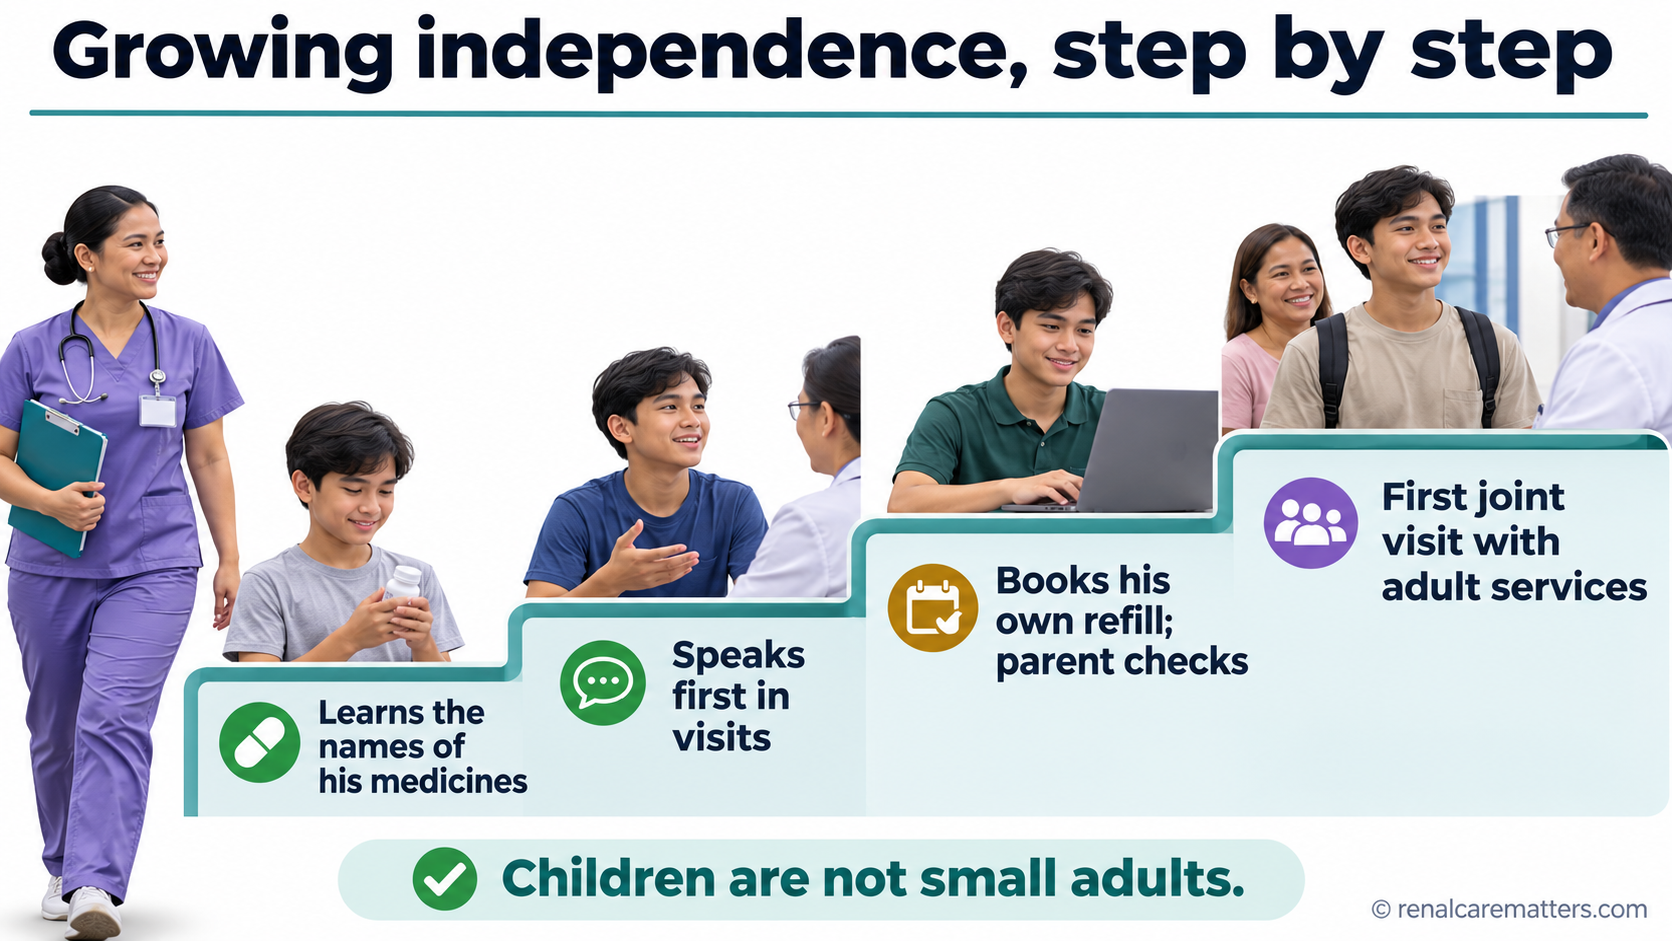 Growing independence, step by step
Learns the
names of
his medicines
Speaks
first in
visits
Books his
own refill;
parent checks
First joint
visit with
adult services
Children are not small adults.
© renalcarematters.com